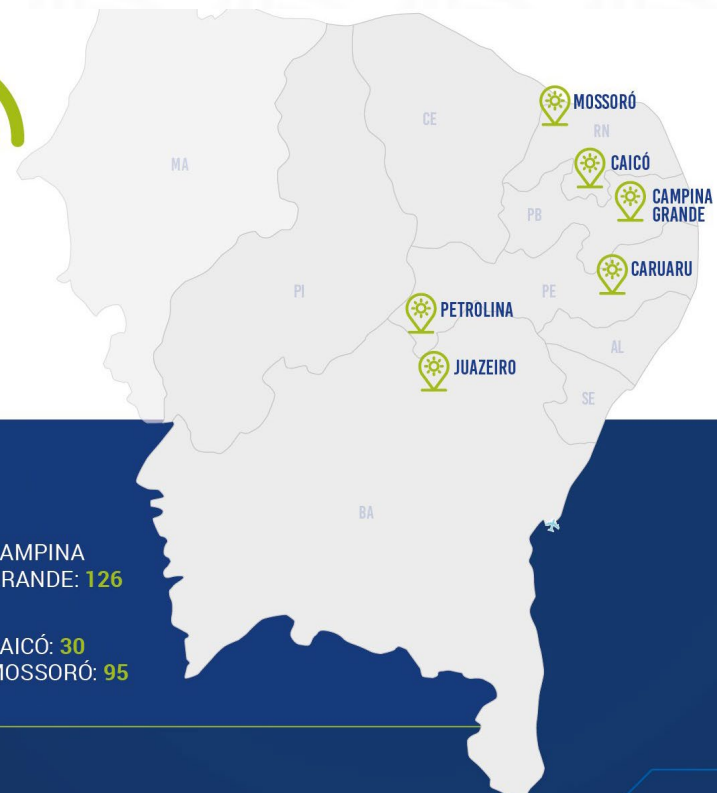 MOSSORÓ
CE
RN
MA
CAICÓ
CAMPINA
GRANDE
PB
CARUARU
PI
PE
PETROLINA
AL
JUAZEIRO
SE
BA
AMPINA
RANDE: 126
AICÓ: 30
MOSSORÓ: 95